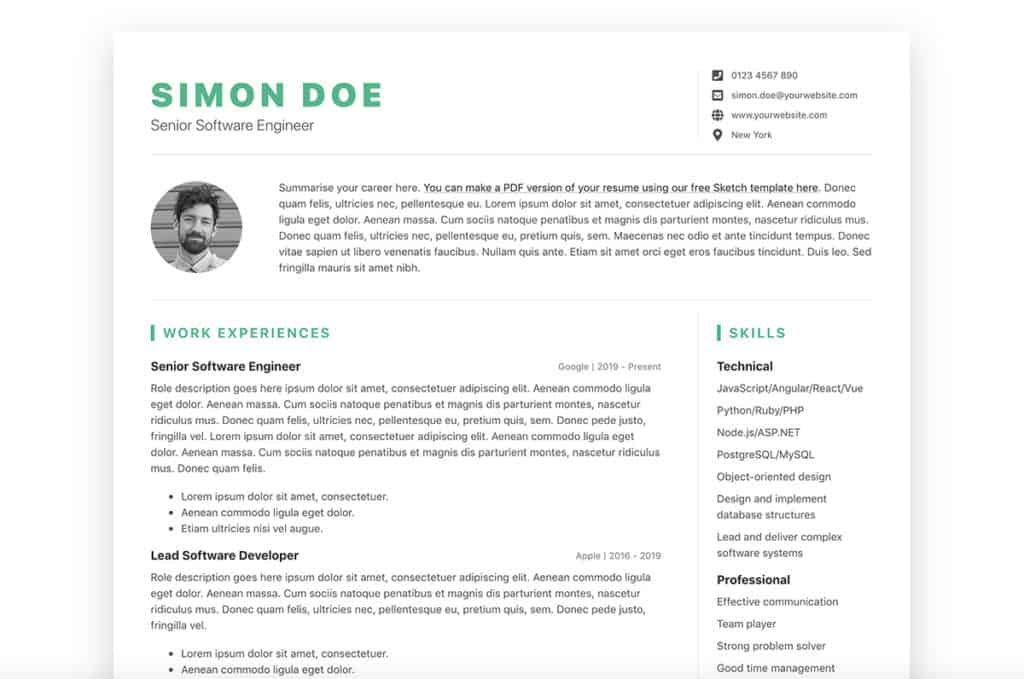 SIMON DOE
Senior Software Engineer
0123 4567 890
simon.doe@yourwebsite.com
www.yourwebsite.com
New York
Summarise your career here. You can make a PDF version of your resume using our free Sketch template here. Donec
quam felis, ultricies nec, pellentesque eu. Lorem ipsum dolor sit amet, consectetuer adipiscing elit. Aenean commodo
ligula eget dolor. Aenean massa. Cum sociis natoque penatibus et magnis dis parturient montes, nascetur ridiculus mus.
Donec quam felis, ultricies nec, pellentesque eu, pretium quis, sem. Maecenas nec odio et ante tincidunt tempus. Donec
vitae sapien ut libero venenatis faucibus. Nullam quis ante. Etiam sit amet orci eget eros faucibus tincidunt. Duis leo. Sed
fringilla mauris sit amet nibh.
WORK EXPERIENCES
Senior Software Engineer
Google | 2019 - Present
Role description goes here ipsum dolor sit amet, consectetuer adipiscing elit. Aenean commodo ligula
eget dolor. Aenean massa. Cum sociis natoque penatibus et magnis dis parturient montes, nascetur
ridiculus mus. Donec quam felis, ultricies nec, pellentesque eu, pretium quis, sem. Donec pede justo,
fringilla vel. Lorem ipsum dolor sit amet, consectetuer adipiscing elit. Aenean commodo ligula eget
dolor. Aenean massa. Cum sociis natoque penatibus et magnis dis parturient montes, nascetur ridiculus
mus. Donec quam felis.
• Lorem ipsum dolor sit amet, consectetuer.
• Aenean commodo ligula eget dolor.
• Etiam ultricies nisi vel augue.
Lead Software Developer
Apple | 2016 - 2019
Role description goes here ipsum dolor sit amet, consectetuer adipiscing elit. Aenean commodo ligula
eget dolor. Aenean massa. Cum sociis natoque penatibus et magnis dis parturient montes, nascetur
ridiculus mus. Donec quam felis, ultricies nec, pellentesque eu, pretium quis, sem. Donec pede justo,
fringilla vel.
• Lorem ipsum dolor sit amet, consectetuer.
• Aenean commodo ligula eget dolor.
SKILLS
Technical
JavaScript/Angular/React/Vue
Python/Ruby/PHP
Node.js/ASP.NET
PostgreSQL/MySQL
Object-oriented design
Design and implement
database structures
Lead and deliver complex
software systems
Professional
Effective communication
Team player
Strong problem solver
Good time management